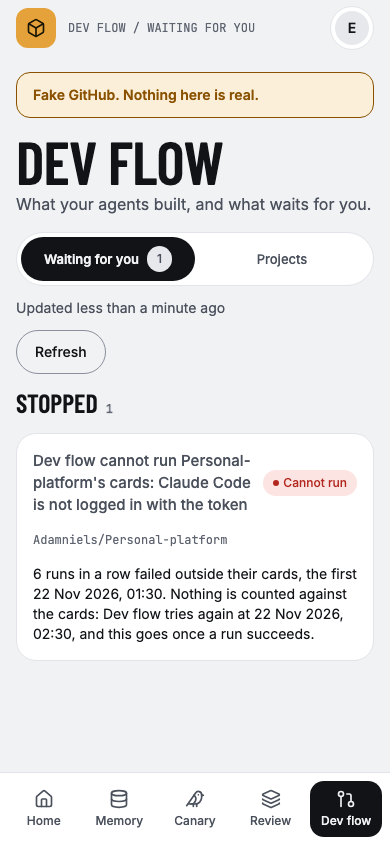 DEV FLOW / WAITING FOR YOU
E
Fake GitHub. Nothing here is real.
DEV FLOW
What your agents built, and what waits for you.
Waiting for you 1
Projects
Updated less than a minute ago
Refresh
STOPPED 1
Dev flow cannot run Personal-
platform's cards: Claude Code
is not logged in with the token
Cannot run
Adamniels/Personal-platform
6 runs in a row failed outside their cards, the first
22 Nov 2026, 01:30. Nothing is counted against
the cards: Dev flow tries again at 22 Nov 2026,
02:30, and this goes once a run succeeds.
Home
Memory
Canary
Review
Dev flow